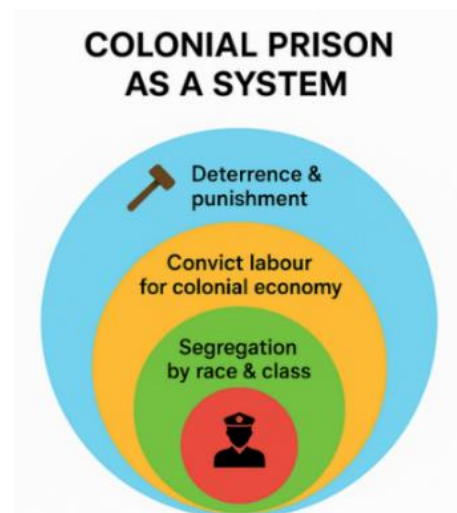 COLONIAL PRISON
AS A SYSTEM
Deterrence &
punishment
Convict labour
for colonial economy
Segregation
by race & class